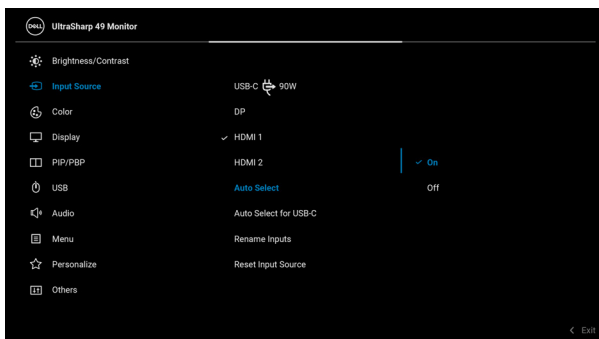 DELL UltraSharp 49 Monitor
Brightness/Contrast
Input Source USB-C 90W
Color DP
Display HDMI 1
PIP/PBP HDMI 2 On
USB Auto Select Off
Audio Auto Select for USB-C
Menu Rename Inputs
Personalize Reset Input Source
Others
Exit